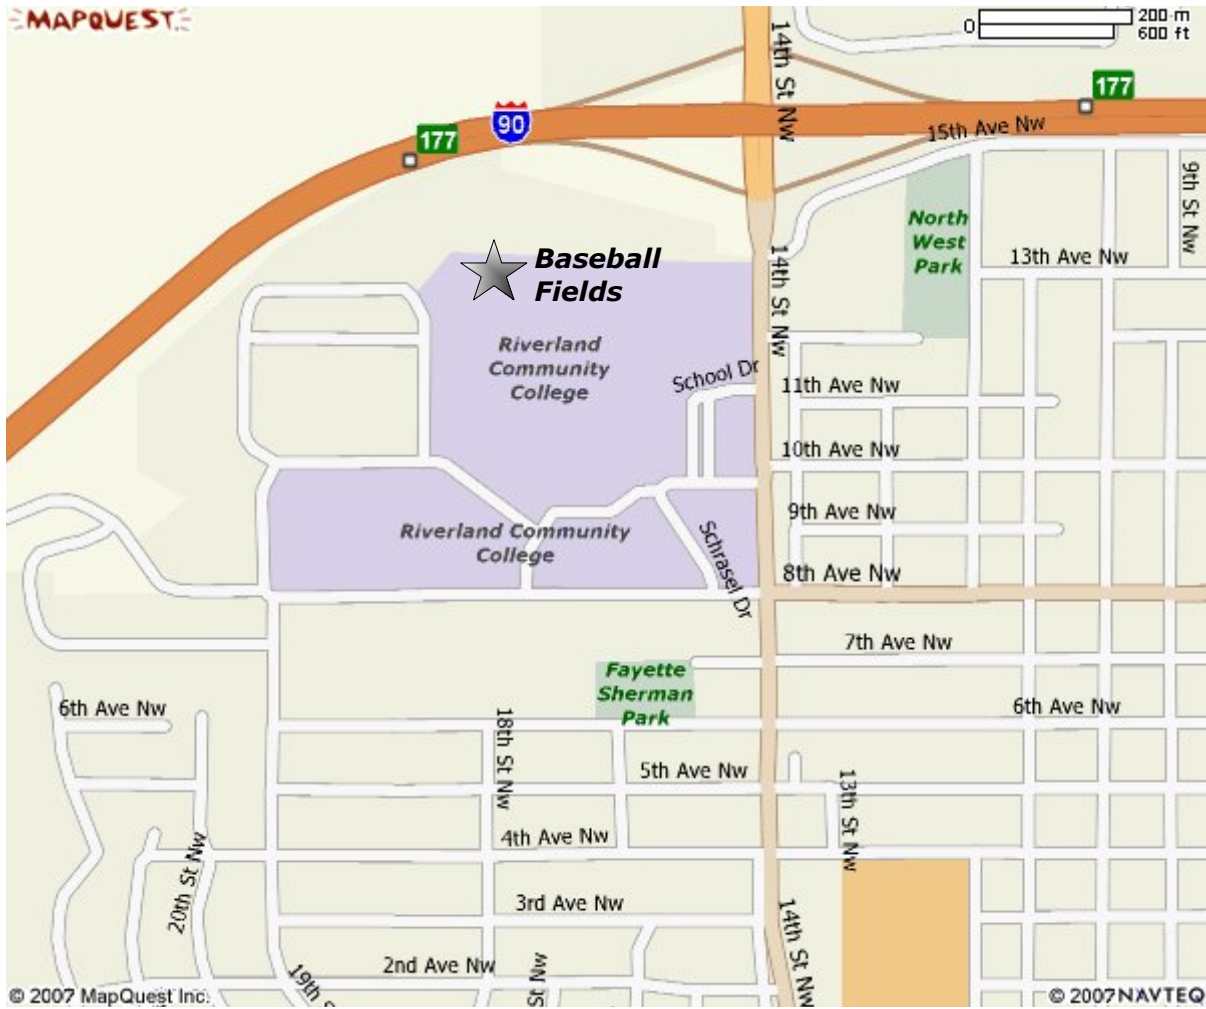 MAPQUEST
0
200 m
600 ft
14th St Nw
177
90
177
15th Ave Nw
9th St Nw
North
West
Park
Baseball
Fields
14th St Nw
13th Ave Nw
Riverland
Community
College
School Dr
11th Ave Nw
10th Ave Nw
9th Ave Nw
Riverland Community
College
Schrasel Dr
8th Ave Nw
7th Ave Nw
Fayette
Sherman
Park
6th Ave Nw
18th St Nw
6th Ave Nw
5th Ave Nw
13th St Nw
4th Ave Nw
20th St Nw
3rd Ave Nw
14th St Nw
2nd Ave Nw
19th S
St Nw
© 2007 MapQuest Inc.
© 2007 NAVTEQ